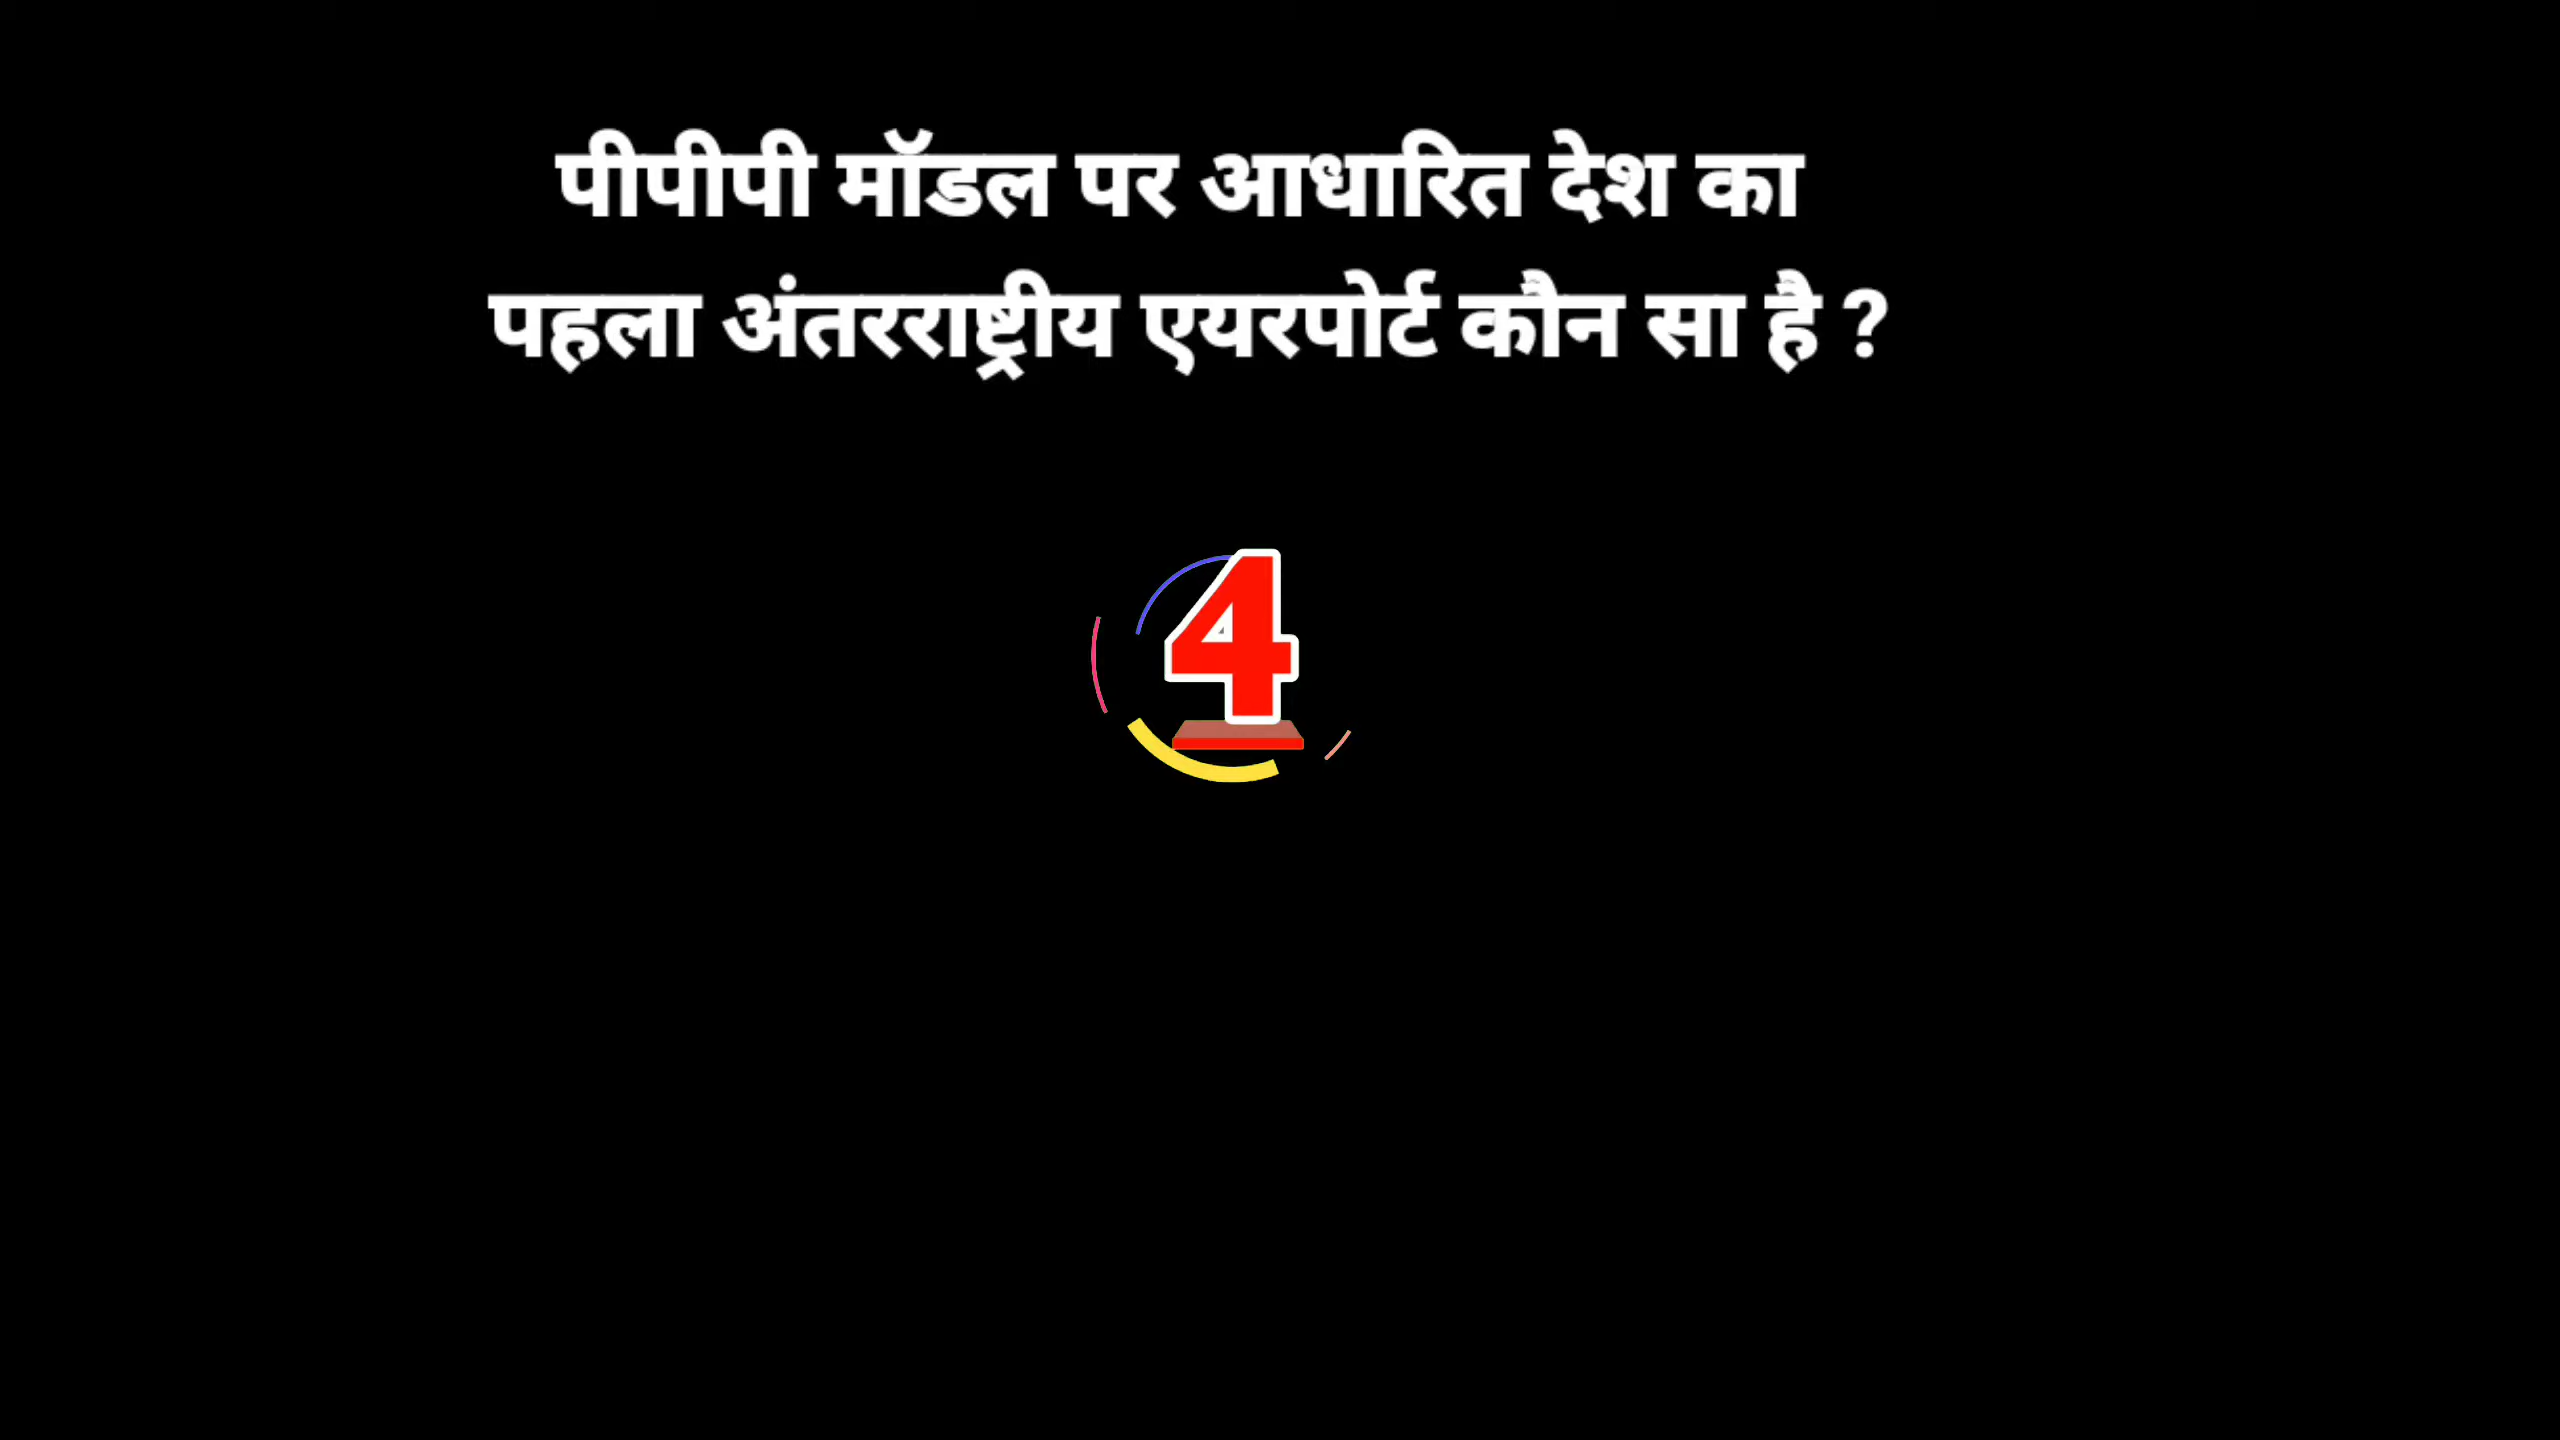 पीपीपी मॉडल पर आधारित देश का
पहला अंतरराष्ट्रीय एयरपोर्ट कौन सा है ?
4